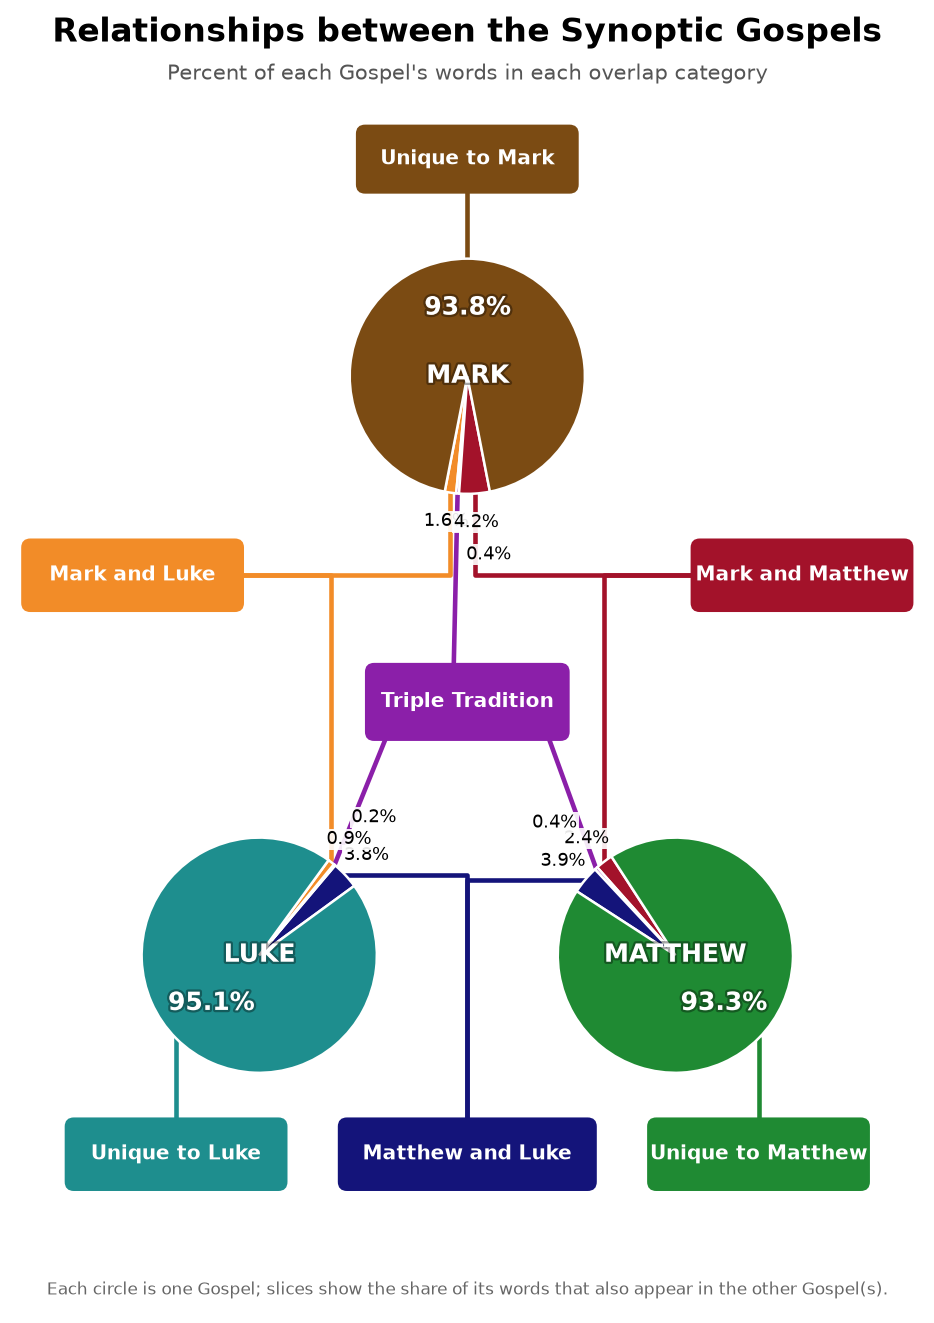 Relationships between the Synoptic Gospels
Percent of each Gospel's words in each overlap category
Unique to Mark
93.8%
MARK
1.6
4.2%
0.4%
Mark and Luke
Mark and Matthew
Triple Tradition
0.2%
0.9%
3.8%
0.4%
2.4%
3.9%
LUKE
95.1%
MATTHEW
93.3%
Unique to Luke
Matthew and Luke
Unique to Matthew
Each circle is one Gospel; slices show the share of its words that also appear in the other Gospel(s).